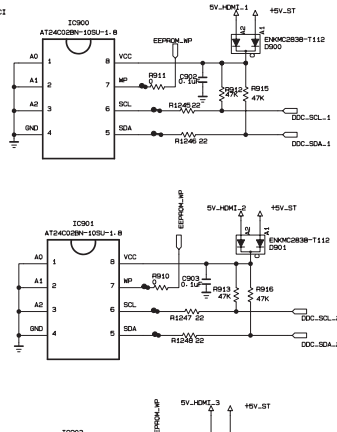 CI
5V_HDMI_1
+5V_ST
IC900
AT24C02BN-10SU-1.8
EEPROM_WP
A2
A1
ENKMC2838-T112
D900
C
A0 1 8 VCC
R911
0
C902
0.1uF
A1 2 7 WP
R912
47K
R915
47K
A2 3 6 SCL
R1245 22
DDC_SCL_1
GND 4 5 SDA
R1246 22
DDC_SDA_1
5V_HDMI_2
+5V_ST
IC901
AT24C02BN-10SU-1.8
EEPROM_WP
A2
A1
ENKMC2838-T112
D901
C
A0 1 8 VCC
R910
0
C903
0.1uF
A1 2 7 WP
R913
47K
R916
47K
A2 3 6 SCL
R1247 22
DDC_SCL_2
GND 4 5 SDA
R1248 22
DDC_SDA_2
EEPROM_WP
5V_HDMI_3
+5V_ST